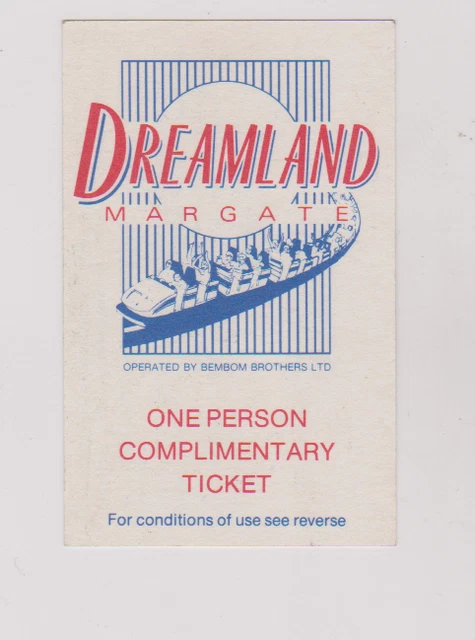 DREAMLAND
MARGATE
OPERATED BY BEMBOM BROTHERS LTD
ONE PERSON
COMPLIMENTARY
TICKET
For conditions of use see reverse